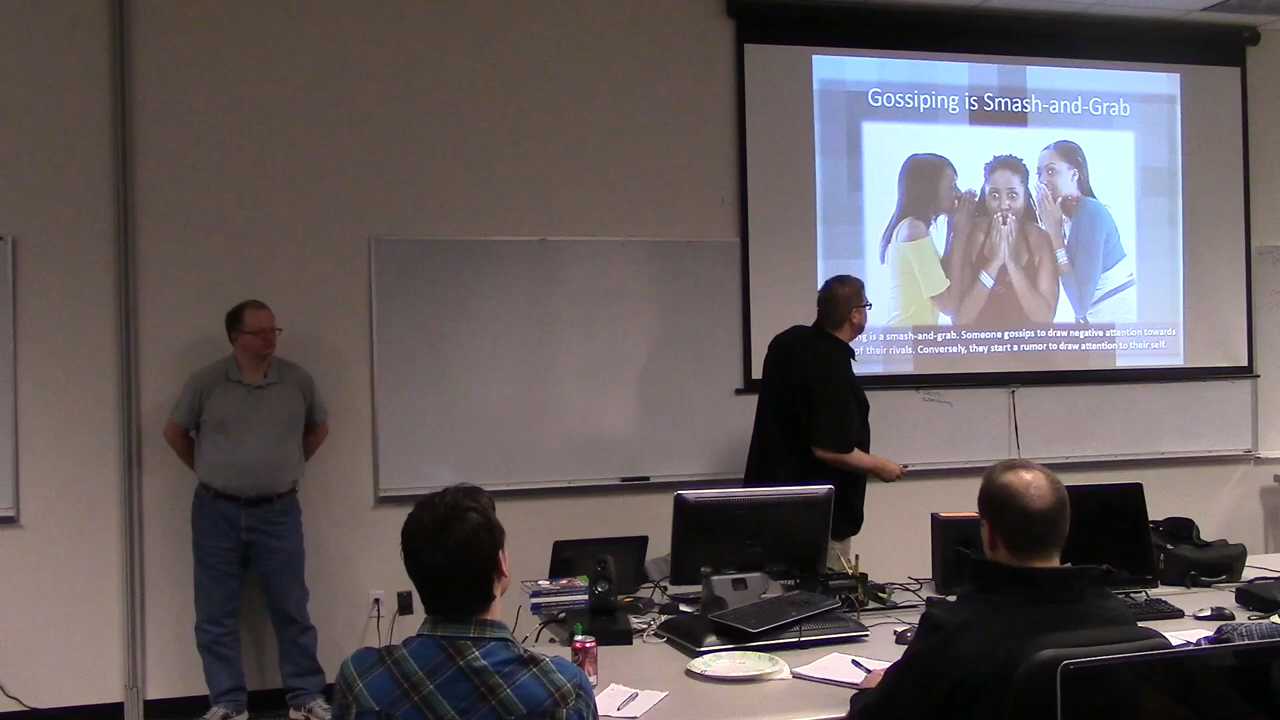 Gossiping is Smash-and-Grab
is a smash-and-grab. Someone gossips to draw negative attention towards
of their rivals. Conversely, they start a rumor to draw attention to their self.